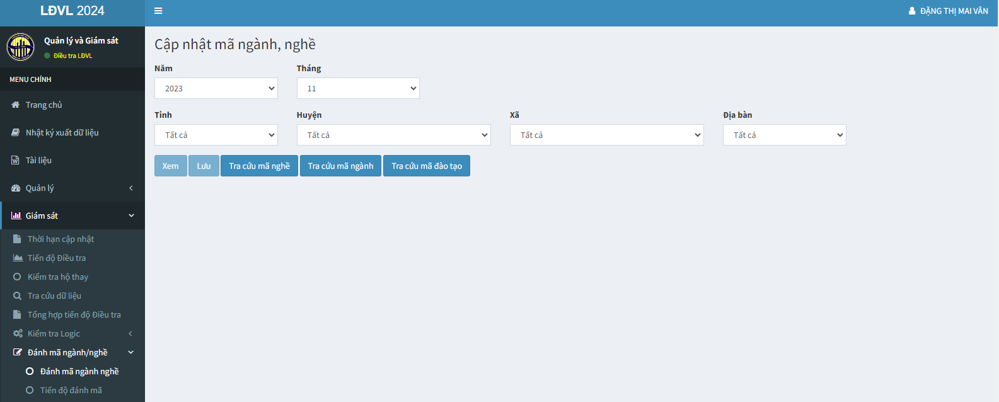 LĐVL 2024
ĐẶNG THỊ MAI VÂN
Quản lý và Giám sát
Điều tra LĐVL
MENU CHÍNH
Trang chủ
Nhật ký xuất dữ liệu
Tài liệu
Quản lý
Giám sát
Thời hạn cập nhật
Tiến độ Điều tra
Kiểm tra hộ thay
Tra cứu dữ liệu
Tổng hợp tiến độ Điều tra
Kiểm tra Logic
Đánh mã ngành/nghề
Đánh mã ngành nghề
Tiến độ đánh mã
Cập nhật mã ngành, nghề
Năm Tháng
2023 11
Tỉnh Huyện Xã Địa bàn
Tất cả Tất cả Tất cả Tất cả
Xem Lưu Tra cứu mã nghề Tra cứu mã ngành Tra cứu mã đào tạo